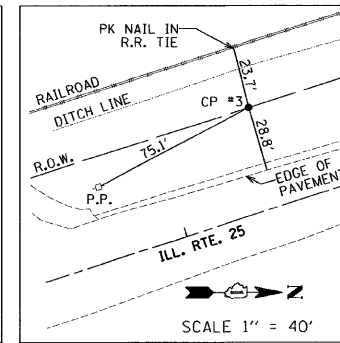 PK NAIL IN
R.R. TIE
RAILROAD
23.7'
DITCH LINE
CP #3
R.O.W.
75.1'
28.8'
P.P.
EDGE OF
PAVEMENT
ILL. RTE. 25
N
SCALE 1" = 40'